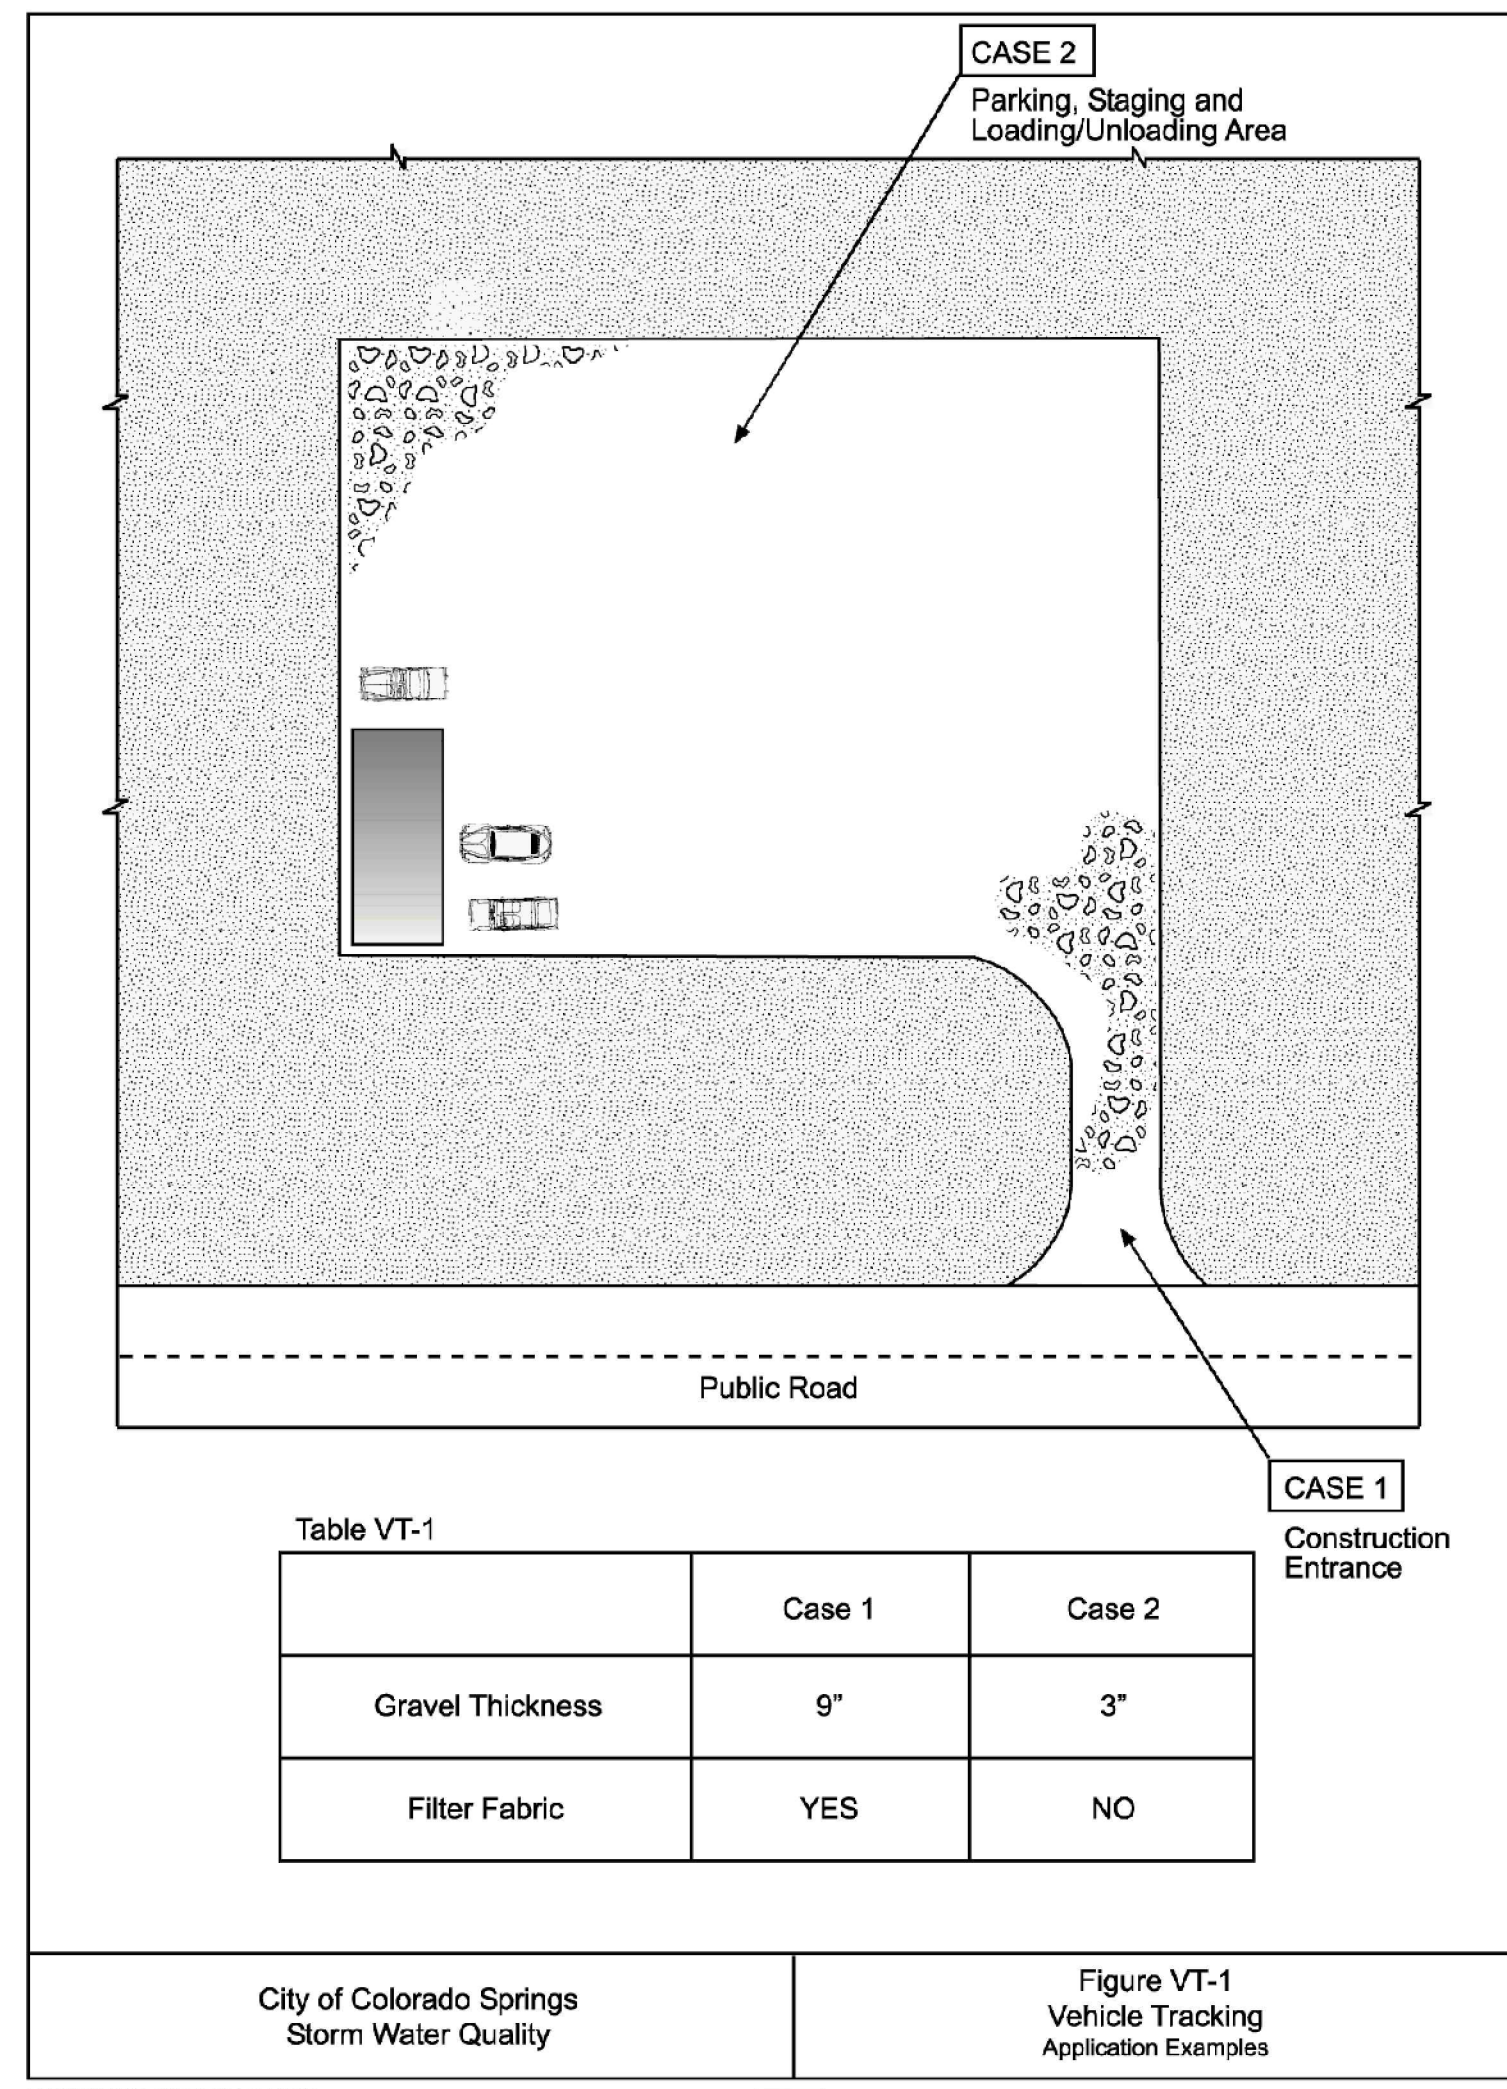 CASE 2
Parking, Staging and
Loading/Unloading Area
Public Road
CASE 1
Construction
Entrance
Table VT-1
Case 1 Case 2
Gravel Thickness 9” 3”
Filter Fabric YES NO
City of Colorado Springs
Storm Water Quality
Figure VT-1
Vehicle Tracking
Application Examples